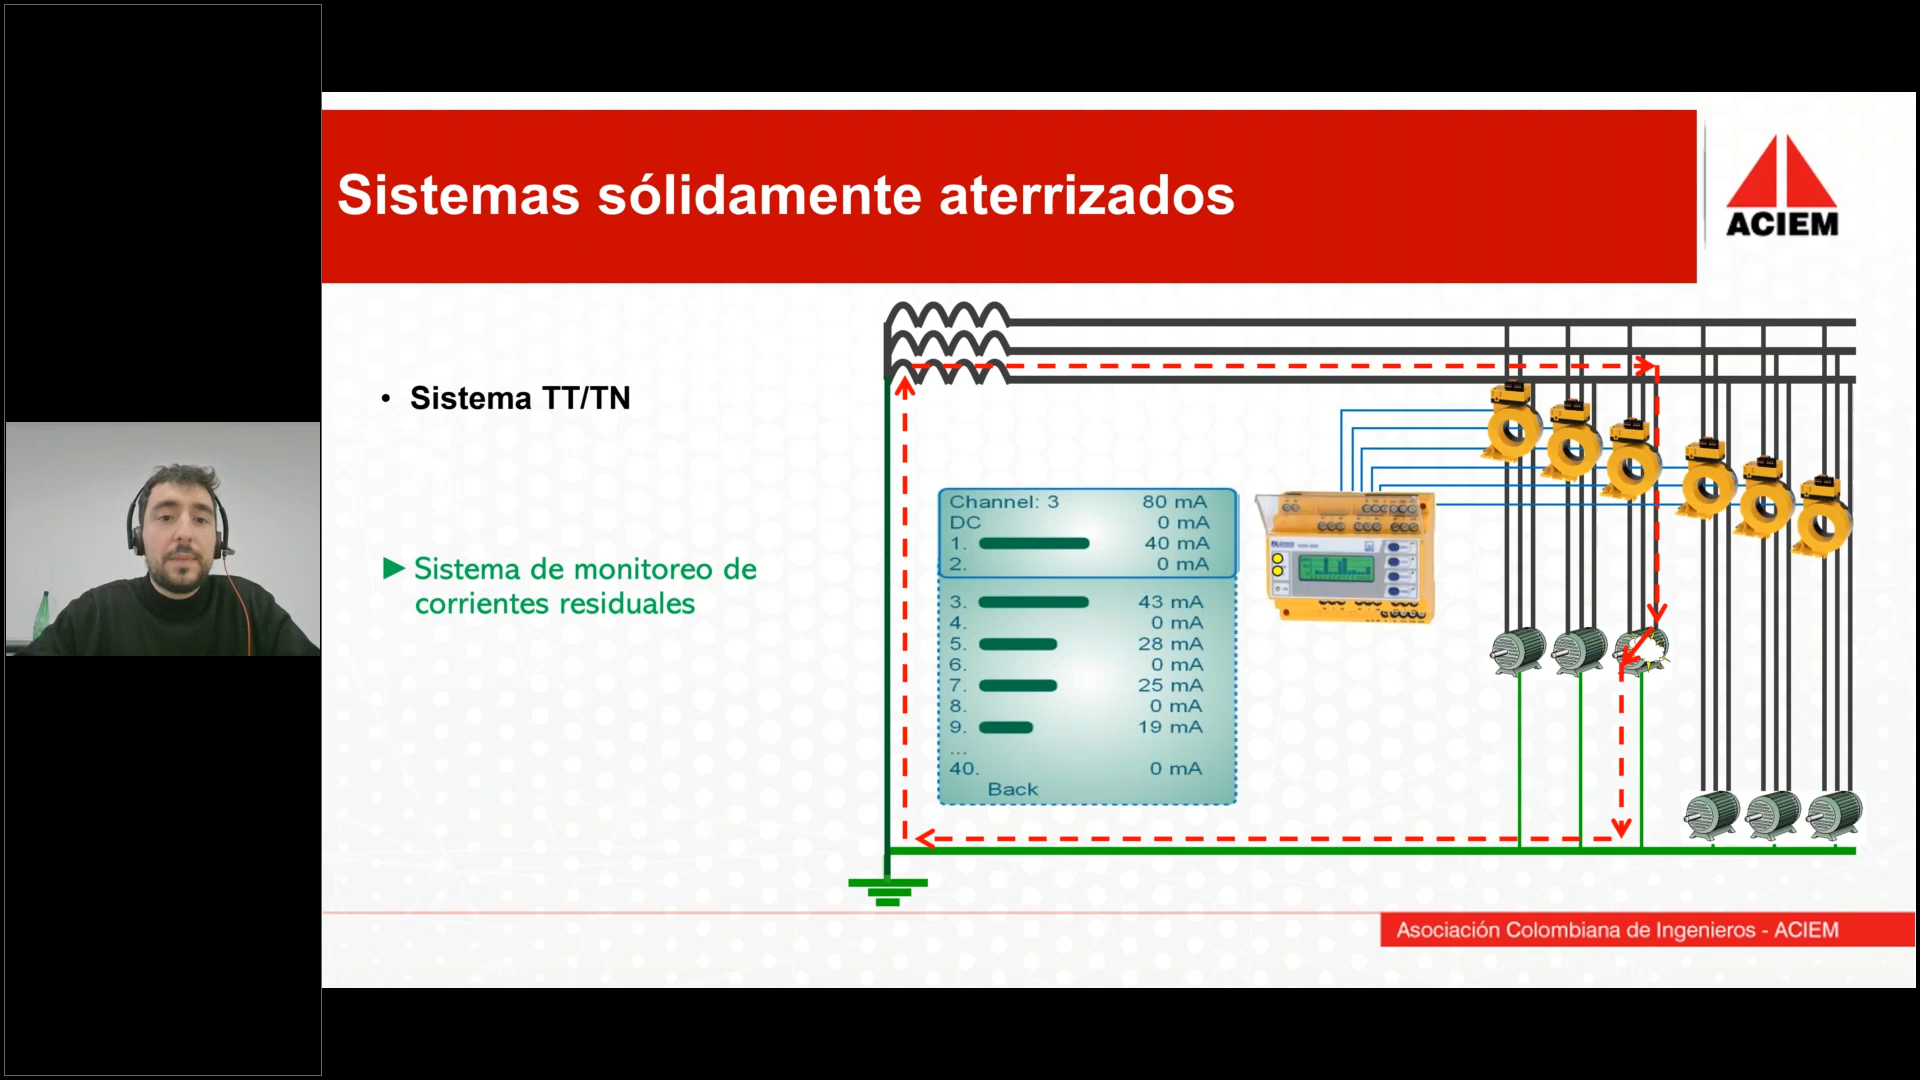 Sistemas sólidamente aterrizados
ACIEM
• Sistema TT/TN
▶ Sistema de monitoreo de
corrientes residuales
Channel: 3 80 mA
DC 0 mA
1. 40 mA
2. 0 mA
3. 43 mA
4. 0 mA
5. 28 mA
6. 0 mA
7. 25 mA
8. 0 mA
9. 19 mA
...
40. 0 mA
Back
Asociación Colombiana de Ingenieros - ACIEM